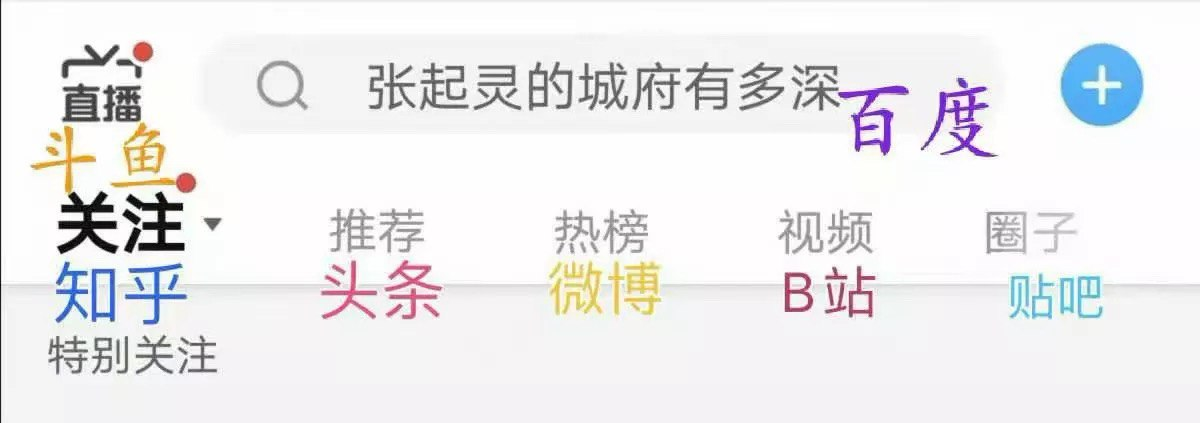 直播
张起灵的城府有多深
百度
斗鱼
关注 推荐 热榜 视频 圈子
知乎 头条 微博 B站 贴吧
特别关注